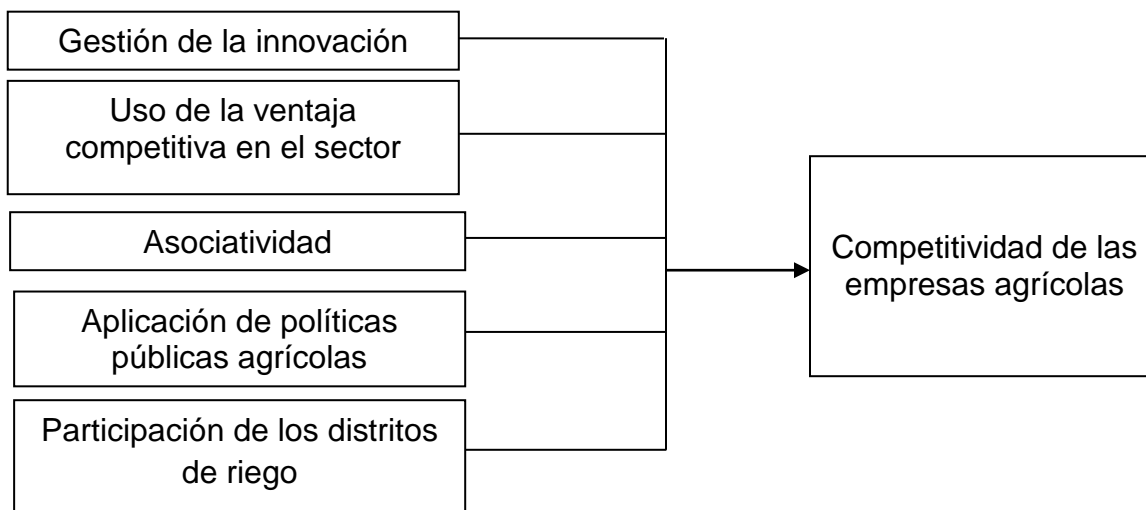 Gestión de la innovación
Uso de la ventaja
competitiva en el sector
Asociatividad
Aplicación de políticas
públicas agrícolas
Participación de los distritos
de riego
Competitividad de las
empresas agrícolas